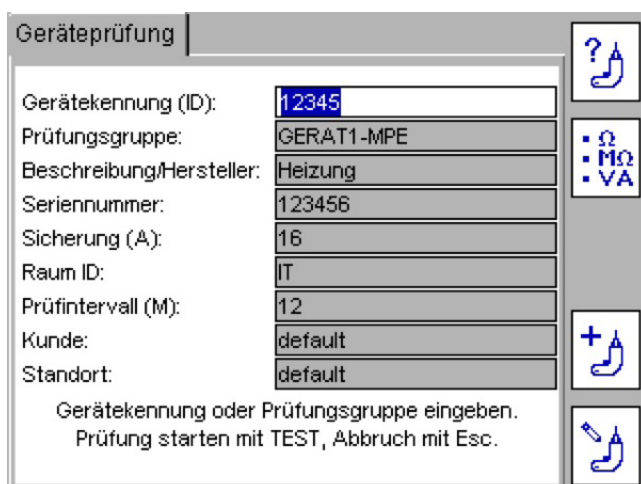 Geräteprüfung
Gerätekennung (ID): 12345
Prüfungsgruppe: GERAT1-MPE
Beschreibung/Hersteller: Heizung
Seriennummer: 123456
Sicherung (A): 16
Raum ID: IT
Prüfintervall (M): 12
Kunde: default
Standort: default
Gerätekennung oder Prüfungsgruppe eingeben.
Prüfung starten mit TEST, Abbruch mit Esc.
?
Ω
MΩ
VA
+